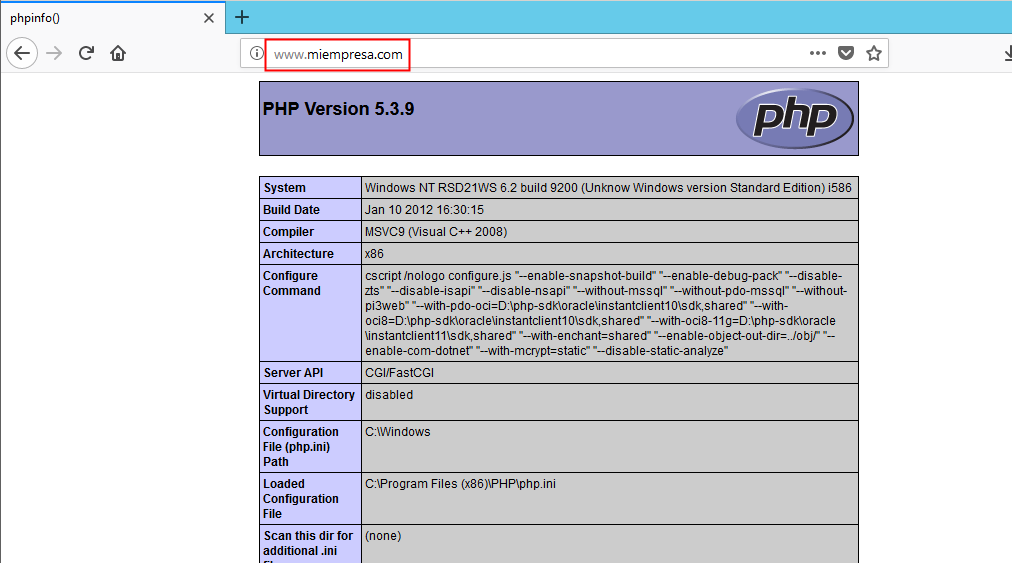 phpinfo()
www.miempresa.com
PHP Version 5.3.9
php
System
Windows NT RSD21WS 6.2 build 9200 (Unknow Windows version Standard Edition) i586
Build Date
Jan 10 2012 16:30:15
Compiler
MSVC9 (Visual C++ 2008)
Architecture
x86
Configure
Command
cscript /nologo configure.js "--enable-snapshot-build" "--enable-debug-pack" "--disable-
zts" "--disable-isapi" "--disable-nsapi" "--without-mssql" "--without-pdo-mssql" "--without-
pi3web" "--with-pdo-oci=D:\php-sdk\oracle\instantclient10\sdk,shared" "--with-
oci8=D:\php-sdk\oracle\instantclient10\sdk,shared" "--with-oci8-11g=D:\php-sdk\oracle
\instantclient11\sdk,shared" "--with-enchant=shared" "--enable-object-out-dir=../obj/" "--
enable-com-dotnet" "--with-mcrypt=static" "--disable-static-analyze"
Server API
CGI/FastCGI
Virtual Directory
Support
disabled
Configuration
File (php.ini)
Path
C:\Windows
Loaded
Configuration
File
C:\Program Files (x86)\PHP\php.ini
Scan this dir for
additional .ini
(none)